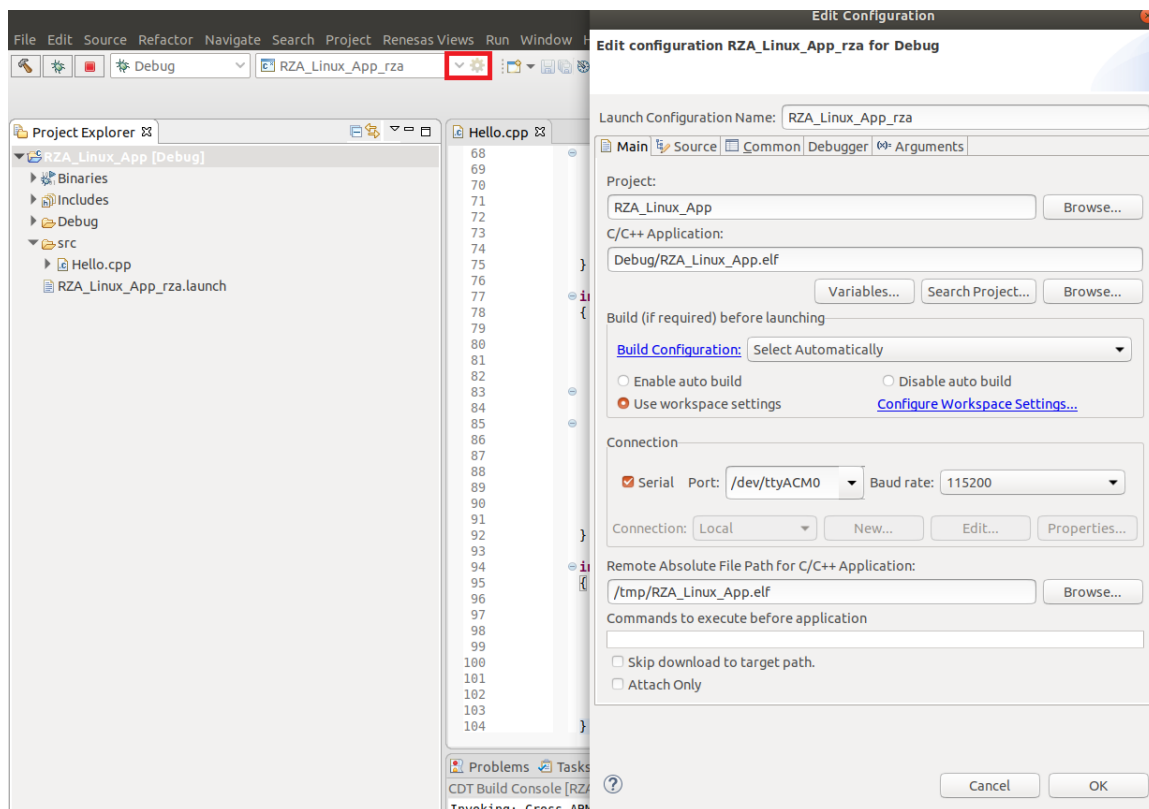 Edit Configuration
File Edit Source Refactor Navigate Search Project Renesas Views Run Window H
Debug
RZA_Linux_App_rza
Project Explorer
RZA_Linux_App [Debug]
Binaries
Includes
Debug
src
Hello.cpp
RZA_Linux_App_rza.launch
Hello.cpp
68
69
70
71
72
73
74
75 }
76
77 in
78 {
79
80
81
82
83
84
85
86
87
88
89
90
91
92 }
93
94 in
95 {
96
97
98
99
100
101
102
103
104 }
Problems Tasks
CDT Build Console [RZA
Invoking: Cross ARM
Edit configuration RZA_Linux_App_rza for Debug
Launch Configuration Name: RZA_Linux_App_rza
Main Source Common Debugger (x)= Arguments
Project:
RZA_Linux_App Browse...
C/C++ Application:
Debug/RZA_Linux_App.elf
Variables... Search Project... Browse...
Build (if required) before launching
Build Configuration: Select Automatically
Enable auto build Disable auto build
Use workspace settings Configure Workspace Settings...
Connection
Serial Port: /dev/ttyACM0 Baud rate: 115200
Connection: Local New... Edit... Properties...
Remote Absolute File Path for C/C++ Application:
/tmp/RZA_Linux_App.elf Browse...
Commands to execute before application
Skip download to target path.
Attach Only
Cancel OK